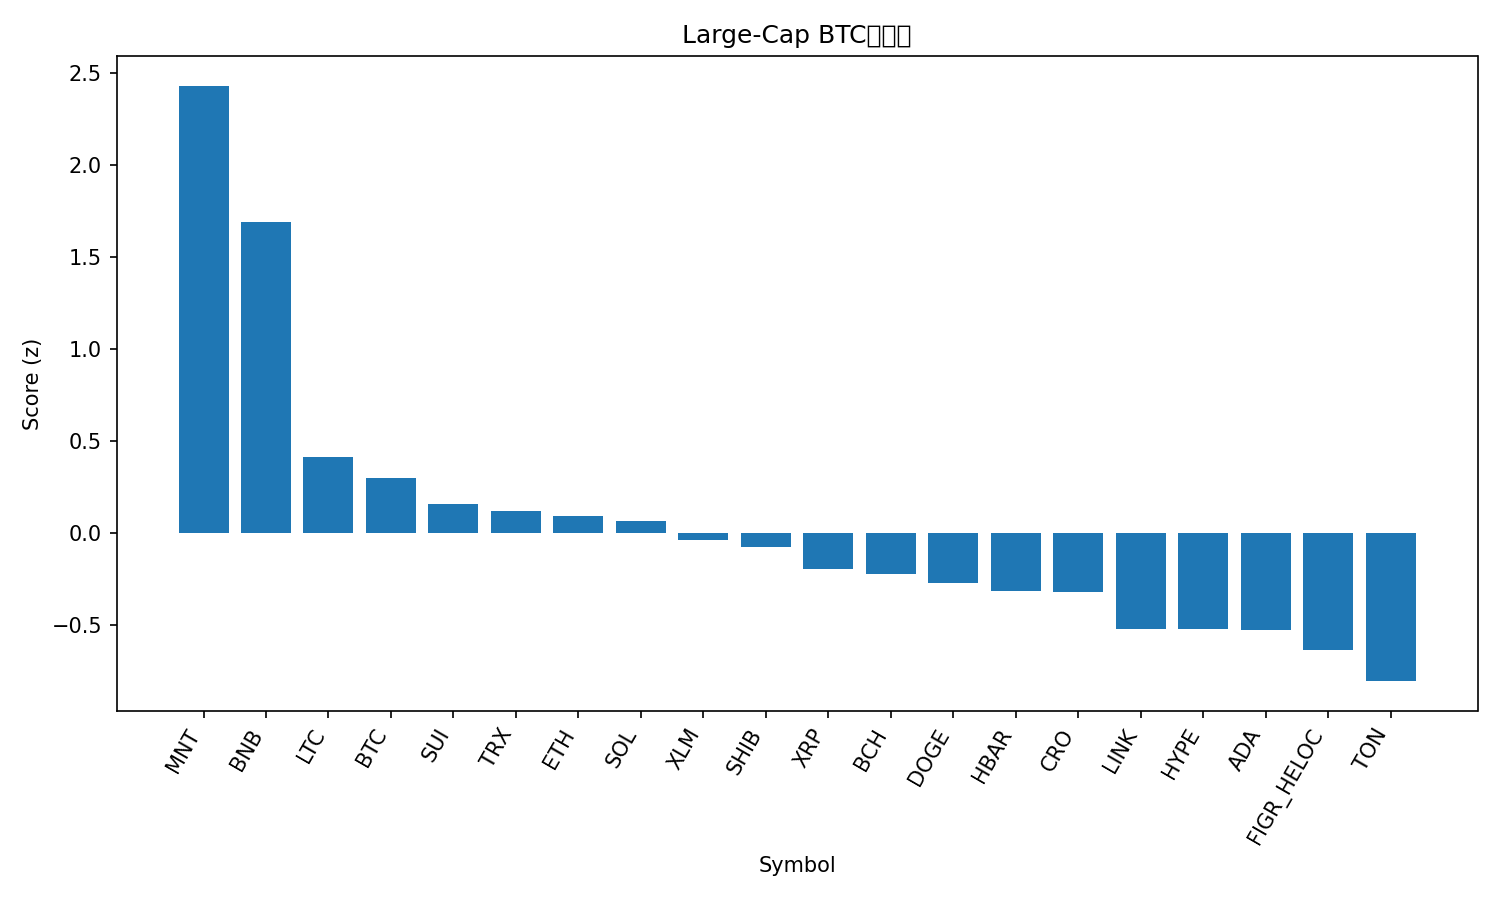 Large-Cap BTC
2.5
2.0
1.5
1.0
0.5
0.0
−0.5
Score (z)
MNT
BNB
LTC
BTC
SUI
TRX
ETH
SOL
XLM
SHIB
XRP
BCH
DOGE
HBAR
CRO
LINK
HYPE
ADA
FIGR_HELOC
TON
Symbol